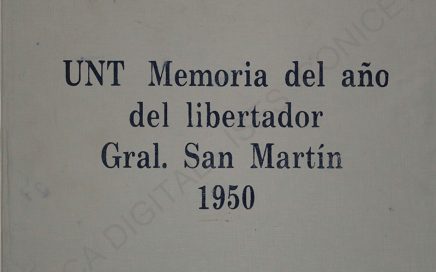 UNT Memoria del año
del libertador
Gral. San Martín
1950